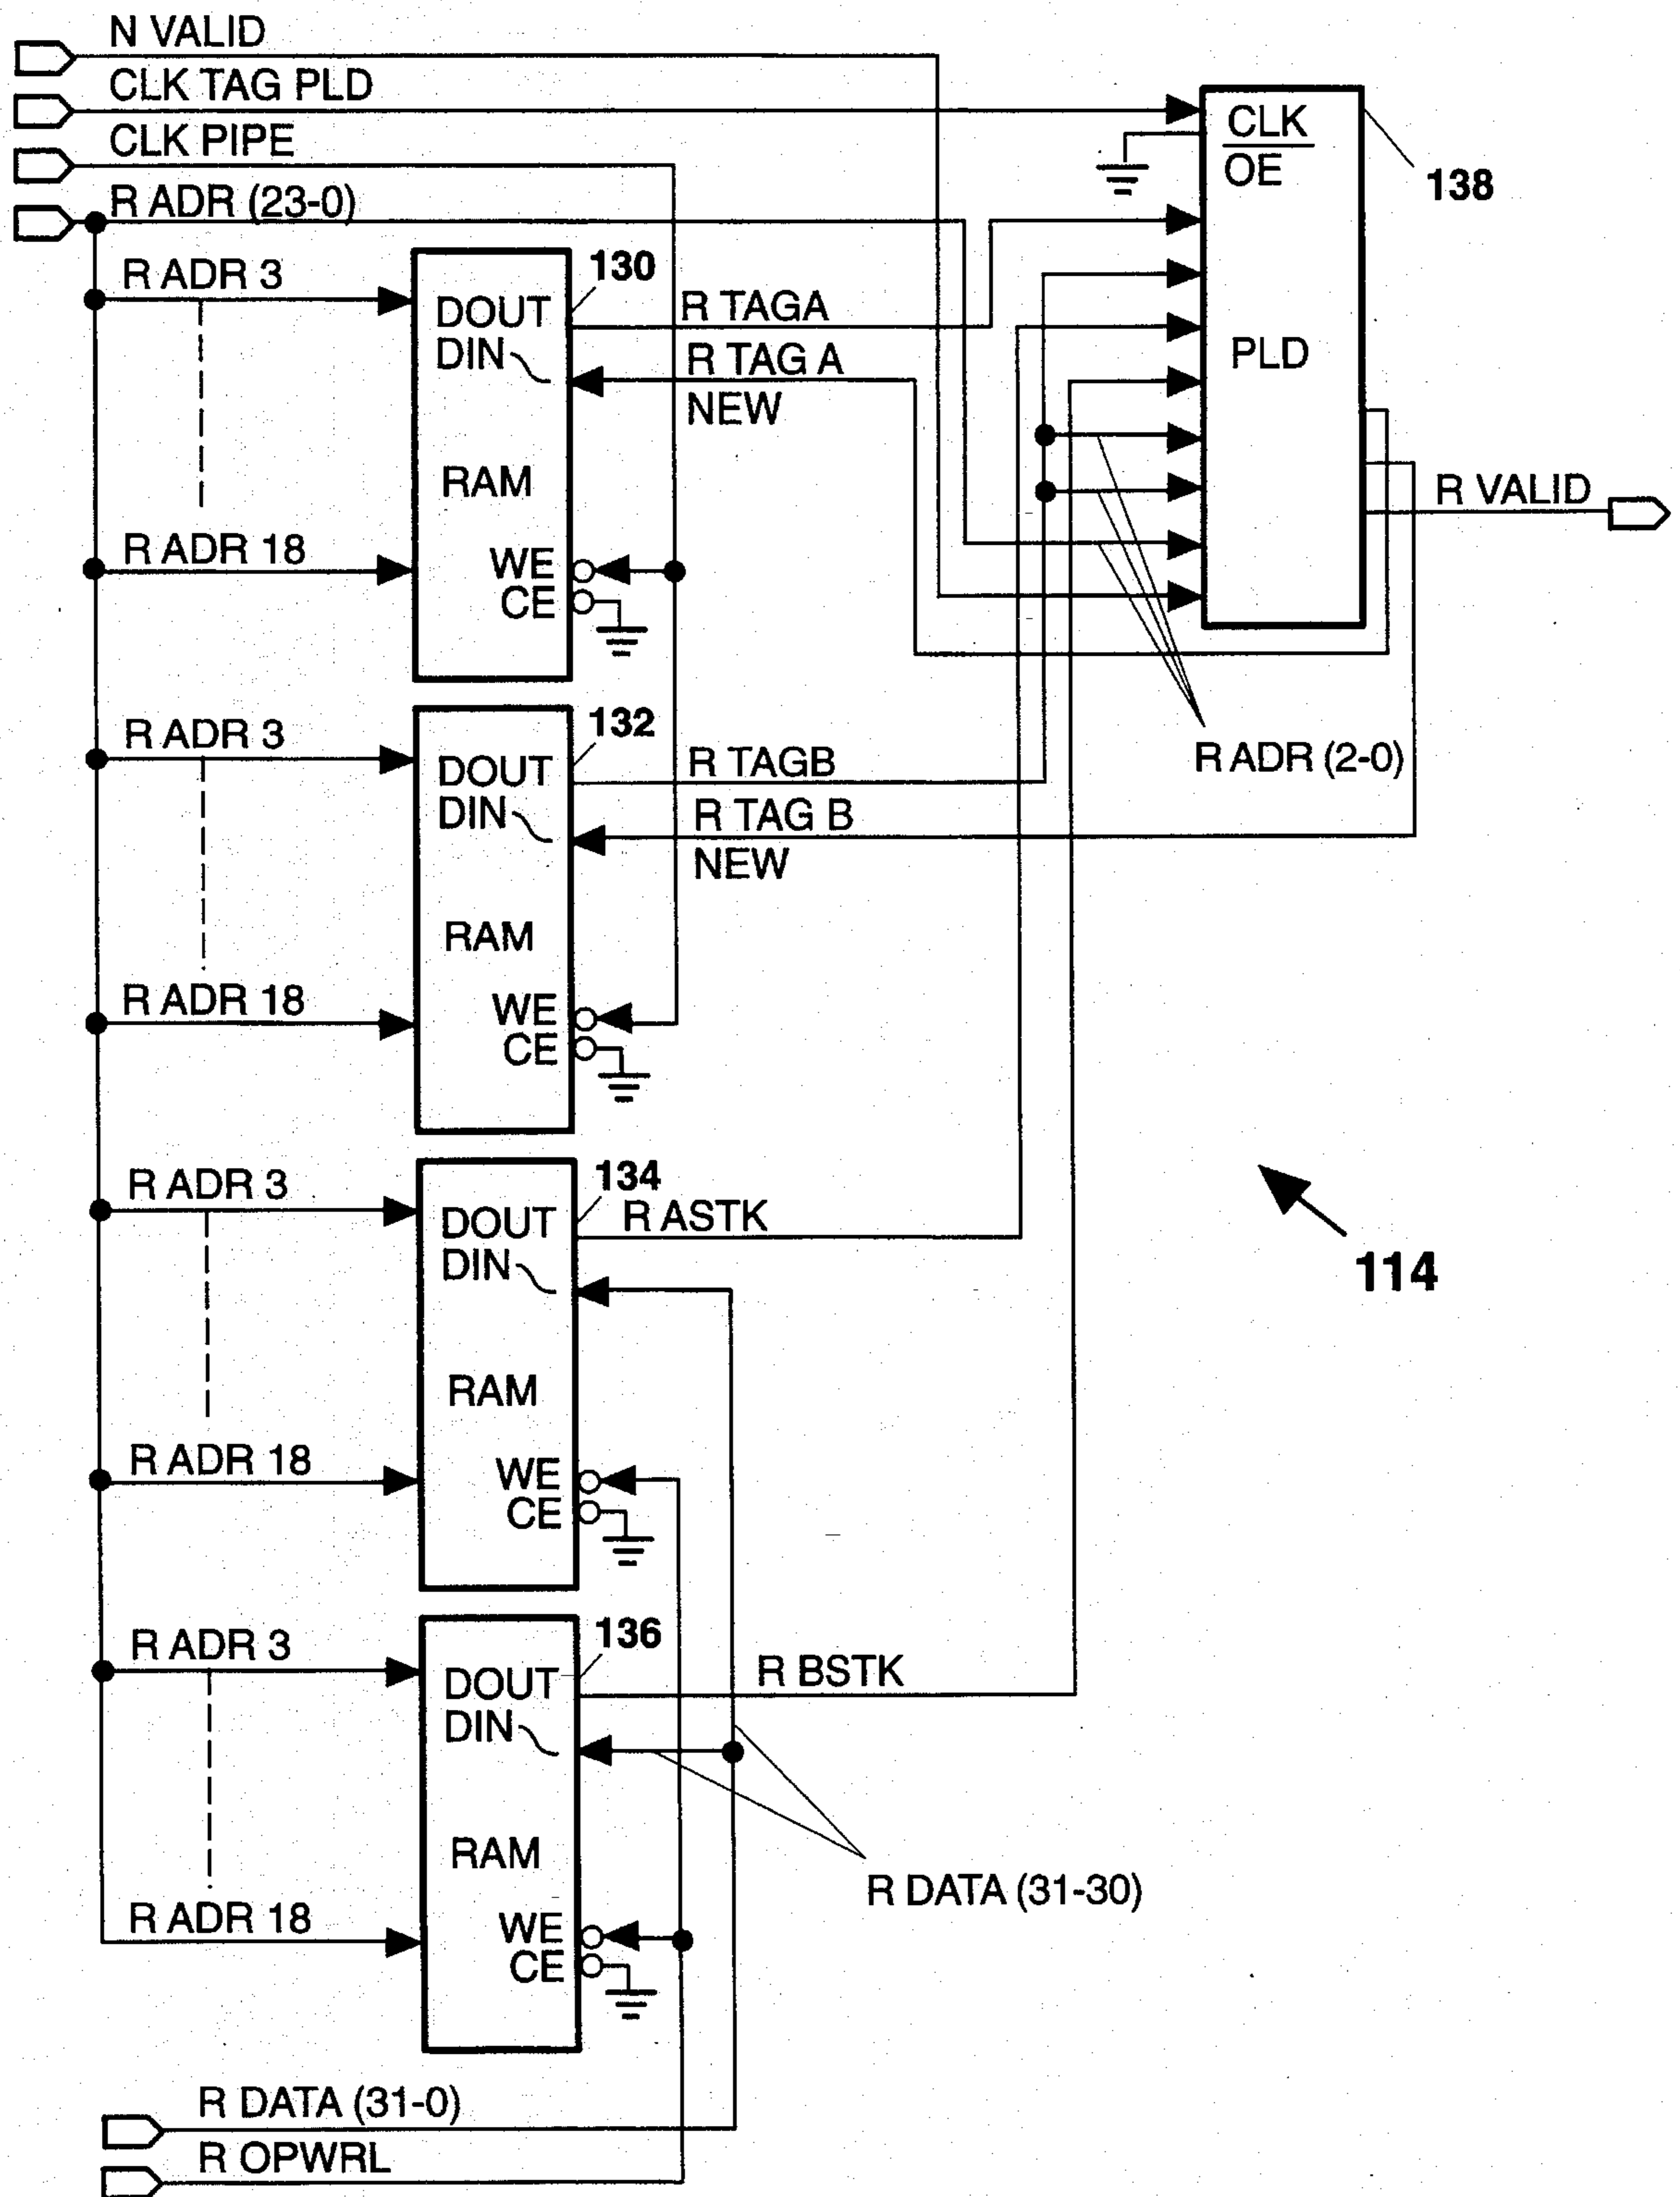 N VALID
CLK TAG PLD
CLK PIPE
R ADR (23-0)
CLK
OE
138
PLD
R VALID
R ADR (2-0)
R ADR 3
130
DOUT
DIN
R TAGA
R TAG A
NEW
RAM
R ADR 18
WE
CE
R ADR 3
132
DOUT
DIN
R TAGB
R TAG B
NEW
RAM
R ADR 18
WE
CE
R ADR 3
134
DOUT
DIN
R ASTK
114
RAM
R ADR 18
WE
CE
R ADR 3
136
DOUT
DIN
R BSTK
RAM
R DATA (31-30)
R ADR 18
WE
CE
R DATA (31-0)
R OPWRL